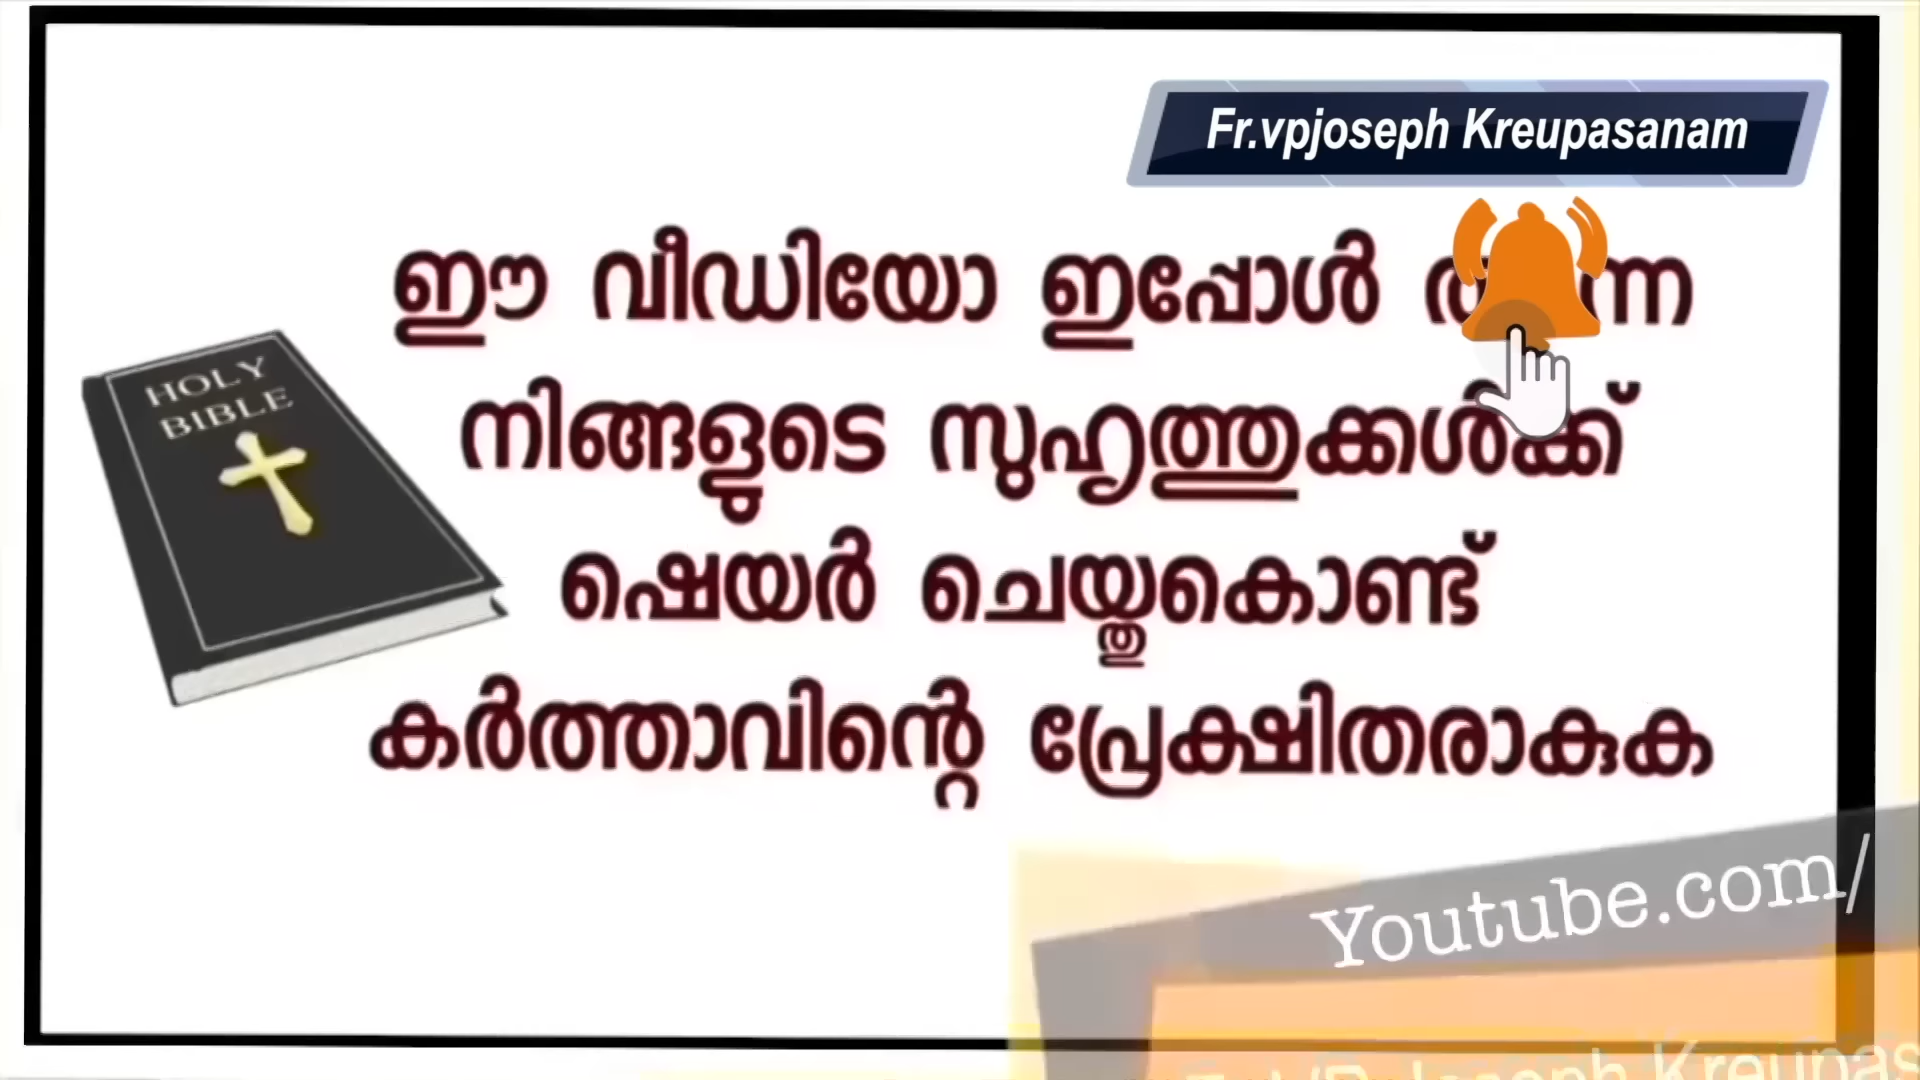 Fr.vpjoseph Kreupasanam
ഈ വീഡിയോ ഇപ്പോൾ
നിങ്ങളുടെ സുഹൃത്തുക്കൾക്ക്
ഷെയർ ചെയ്തുകൊണ്ട്
കർത്താവിന്റെ പ്രേക്ഷിതരാകുക
HOLY
BIBLE
Youtube.com/